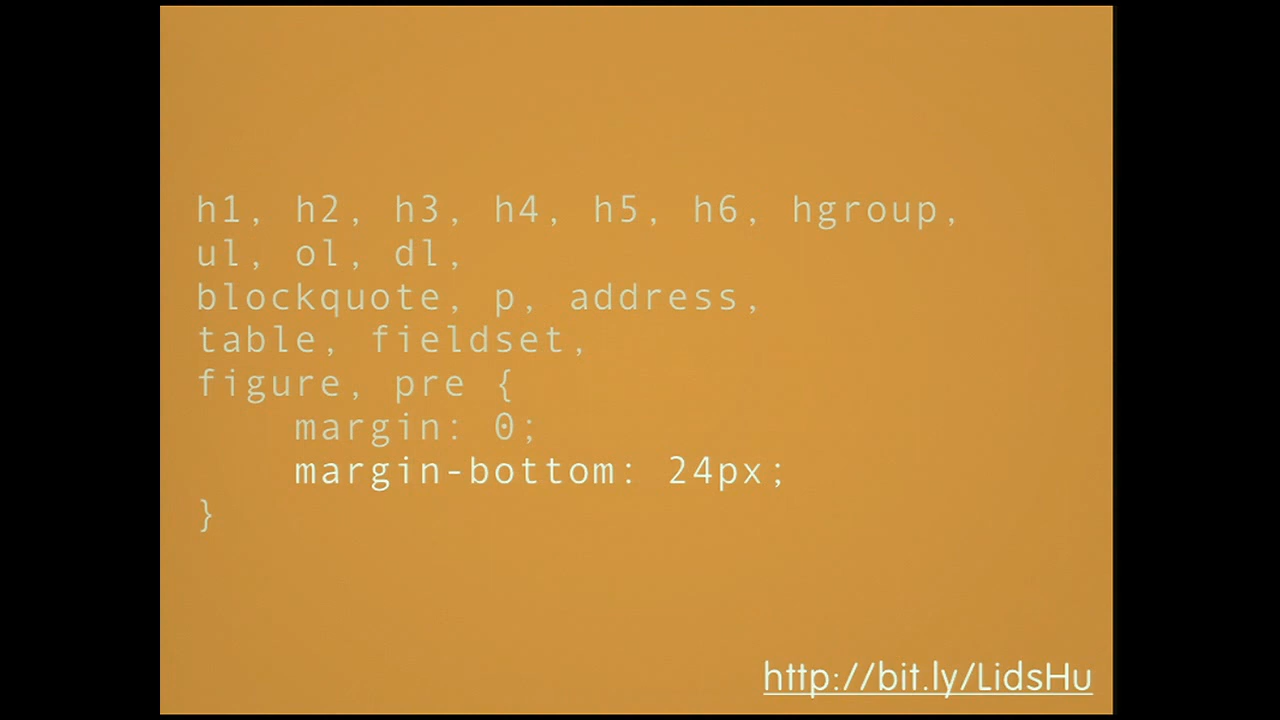 h1, h2, h3, h4, h5, h6, hgroup,
ul, ol, dl,
blockquote, p, address,
table, fieldset,
figure, pre {
    margin: 0;
    margin-bottom: 24px;
}
http://bit.ly/LidsHu